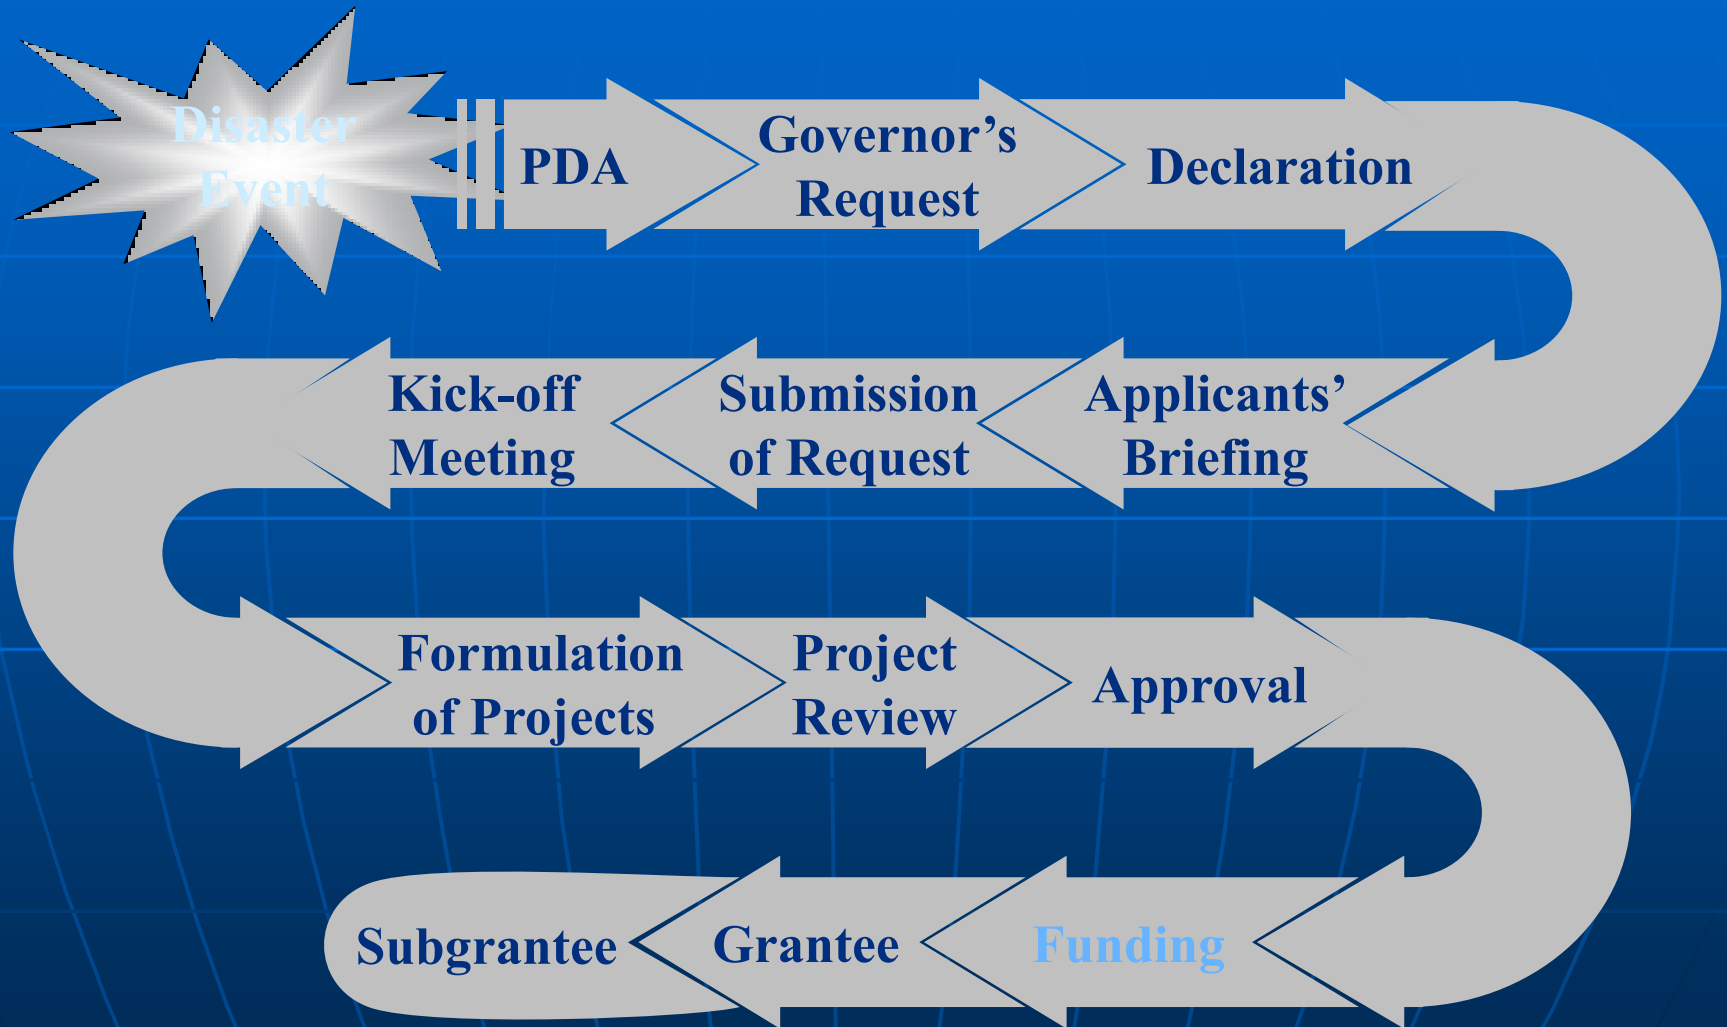 Disaster
Event
PDA
Governor’s
Request
Declaration
Applicants’
Briefing
Submission
of Request
Kick-off
Meeting
Formulation
of Projects
Project
Review
Approval
Funding
Grantee
Subgrantee